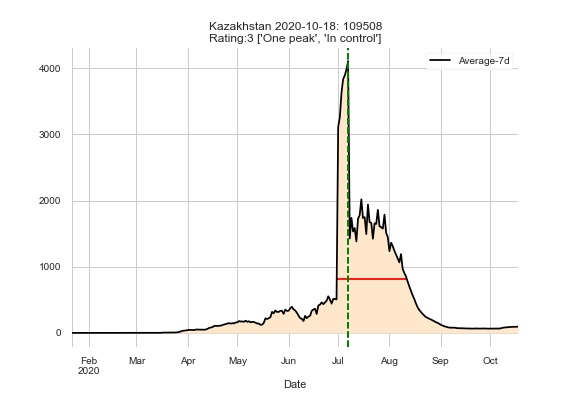 Kazakhstan 2020-10-18: 109508
Rating:3 ['One peak', 'In control']
Average-7d
4000
3000
2000
1000
0
Feb Mar Apr May Jun Jul Aug Sep Oct
2020
Date